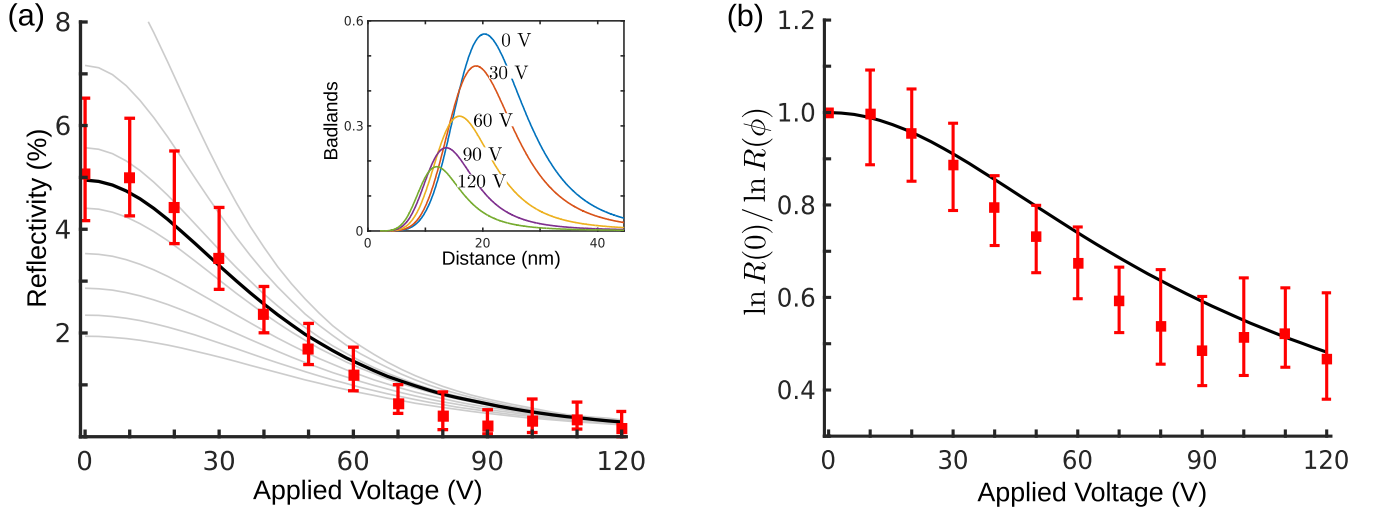 (a)
8
6
4
2
Reflectivity (%)
0
30
60
90
120
Applied Voltage (V)
0.6
0.3
0
Badlands
0 V
30 V
60 V
90 V
120 V
0
20
40
Distance (nm)
(b)
1.2
1.0
0.8
0.6
0.4
ln R(0)/ ln R(ϕ)
0
30
60
90
120
Applied Voltage (V)